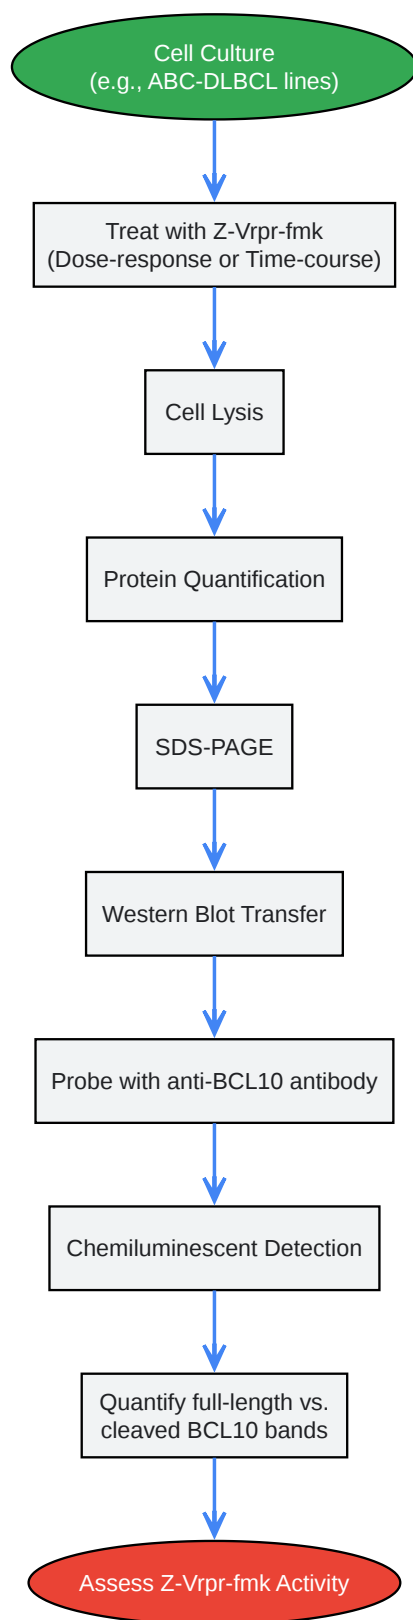 Cell Culture
(e.g., ABC-DLBCL lines)
Treat with Z-Vrpr-fmk
(Dose-response or Time-course)
Cell Lysis
Protein Quantification
SDS-PAGE
Western Blot Transfer
Probe with anti-BCL10 antibody
Chemiluminescent Detection
Quantify full-length vs.
cleaved BCL10 bands
Assess Z-Vrpr-fmk Activity